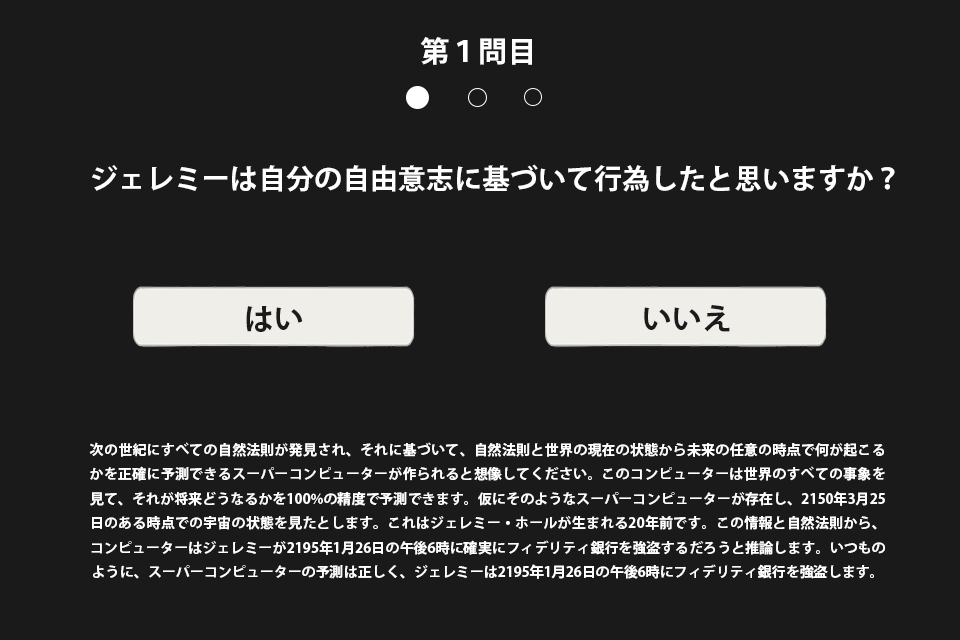 第１問目
ジェレミーは自分の自由意志に基づいて行為したと思いますか？
はい
いいえ
次の世紀にすべての自然法則が発見され、それに基づいて、自然法則と世界の現在の状態から未来の任意の時点で何が起こる
かを正確に予測できるスーパーコンピューターが作られると想像してください。このコンピューターは世界のすべての事象を
見て、それが将来どうなるかを100%の精度で予測できます。仮にそのようなスーパーコンピューターが存在し、2150年3月25
日のある時点での宇宙の状態を見たとします。これはジェレミー・ホールが生まれる20年前です。この情報と自然法則から、
コンピューターはジェレミーが2195年1月26日の午後6時に確実にフィデリティ銀行を強盗するだろうと推論します。いつもの
ように、スーパーコンピューターの予測は正しく、ジェレミーは2195年1月26日の午後6時にフィデリティ銀行を強盗します。